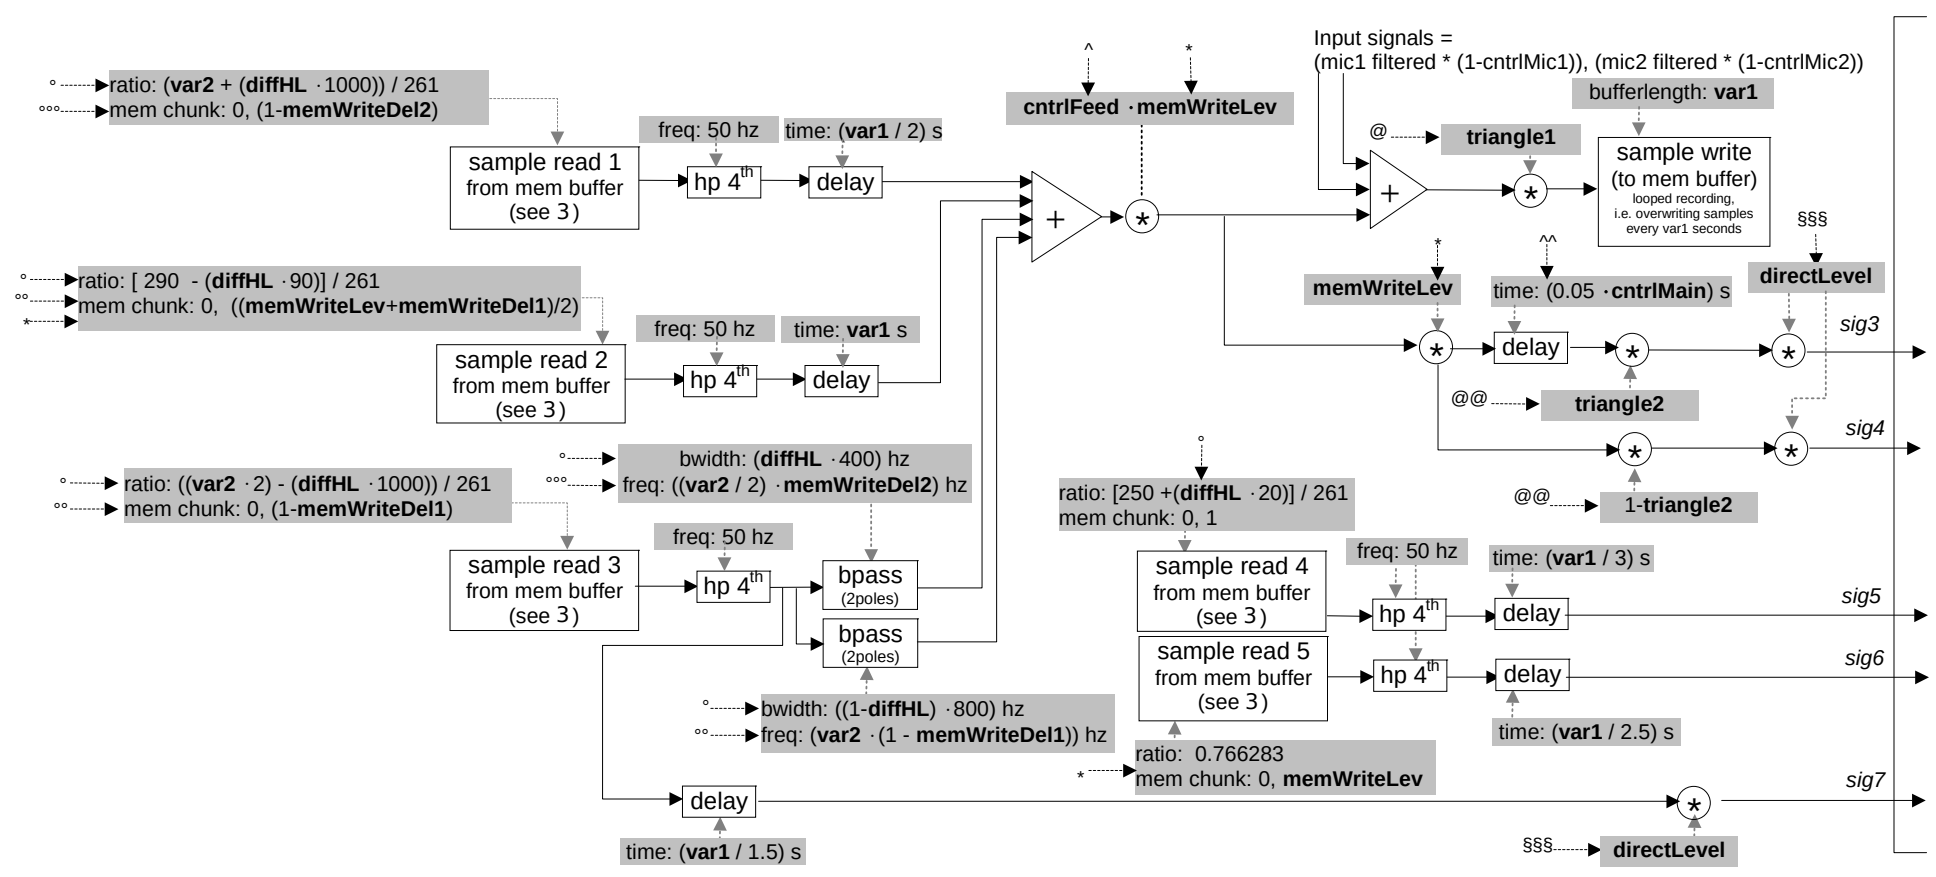 Input signals =
(mic1 filtered * (1-cntrlMic1)), (mic2 filtered * (1-cntrlMic2))
^
*
cntrlFeed · memWriteLev
bufferlength: var1
° ratio: (var2 + (diffHL · 1000)) / 261
°°° mem chunk: 0, (1-memWriteDel2)
freq: 50 hz
time: (var1 / 2) s
sample read 1
from mem buffer
(see 3)
hp 4th
delay
+
*
@
triangle1
+
*
sample write
(to mem buffer)
looped recording,
i.e. overwriting samples
every var1 seconds
§§§
directLevel
*
memWriteLev
^^
time: (0.05 · cntrlMain) s
*
delay
*
*
sig3
@@
triangle2
*
*
sig4
@@
1-triangle2
° ratio: [ 290 - (diffHL · 90)] / 261
°° mem chunk: 0, ((memWriteLev+memWriteDel1)/2)
*
freq: 50 hz
time: var1 s
sample read 2
from mem buffer
(see 3)
hp 4th
delay
° bwidth: (diffHL · 400) hz
°°° freq: ((var2 / 2) · memWriteDel2) hz
° ratio: ((var2 · 2) - (diffHL · 1000)) / 261
°° mem chunk: 0, (1-memWriteDel1)
freq: 50 hz
sample read 3
from mem buffer
(see 3)
hp 4th
bpass
(2poles)
bpass
(2poles)
° bwidth: ((1-diffHL) · 800) hz
°° freq: (var2 · (1 - memWriteDel1)) hz
°
ratio: [250 +(diffHL · 20)] / 261
mem chunk: 0, 1
freq: 50 hz
time: (var1 / 3) s
sample read 4
from mem buffer
(see 3)
hp 4th
delay
sig5
sample read 5
from mem buffer
(see 3)
hp 4th
delay
sig6
time: (var1 / 2.5) s
ratio: 0.766283
* mem chunk: 0, memWriteLev
delay
*
sig7
time: (var1 / 1.5) s
§§§
directLevel